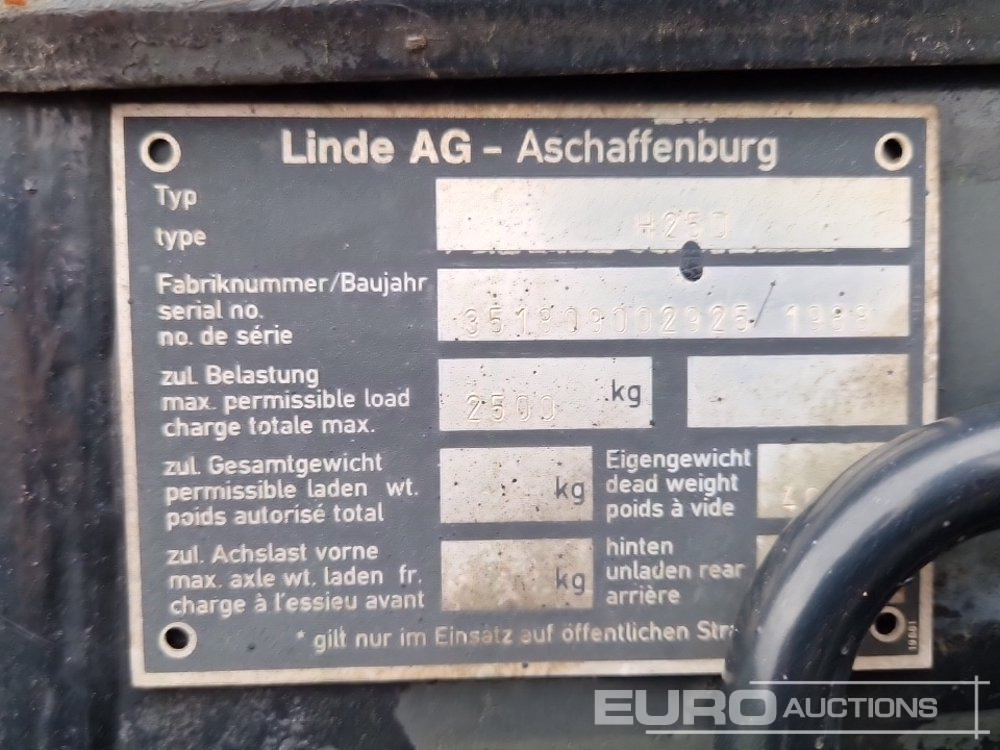 Linde AG - Aschaffenburg
Typ
type
H25D
Fabriknummer/Baujahr
serial no.
no. de série
351809002925/
zul. Belastung
max. permissible load
charge totale max.
2500 kg
zul. Gesamtgewicht
permissible laden wt.
poids autorisé total
kg
Eigengewicht
dead weight
poids à vide
zul. Achslast vorne
max. axle wt. laden fr.
charge à l'essieu avant
kg
hinten
unladen rear
arrière
* gilt nur im Einsatz auf öffentlichen
EURO AUCTIONS